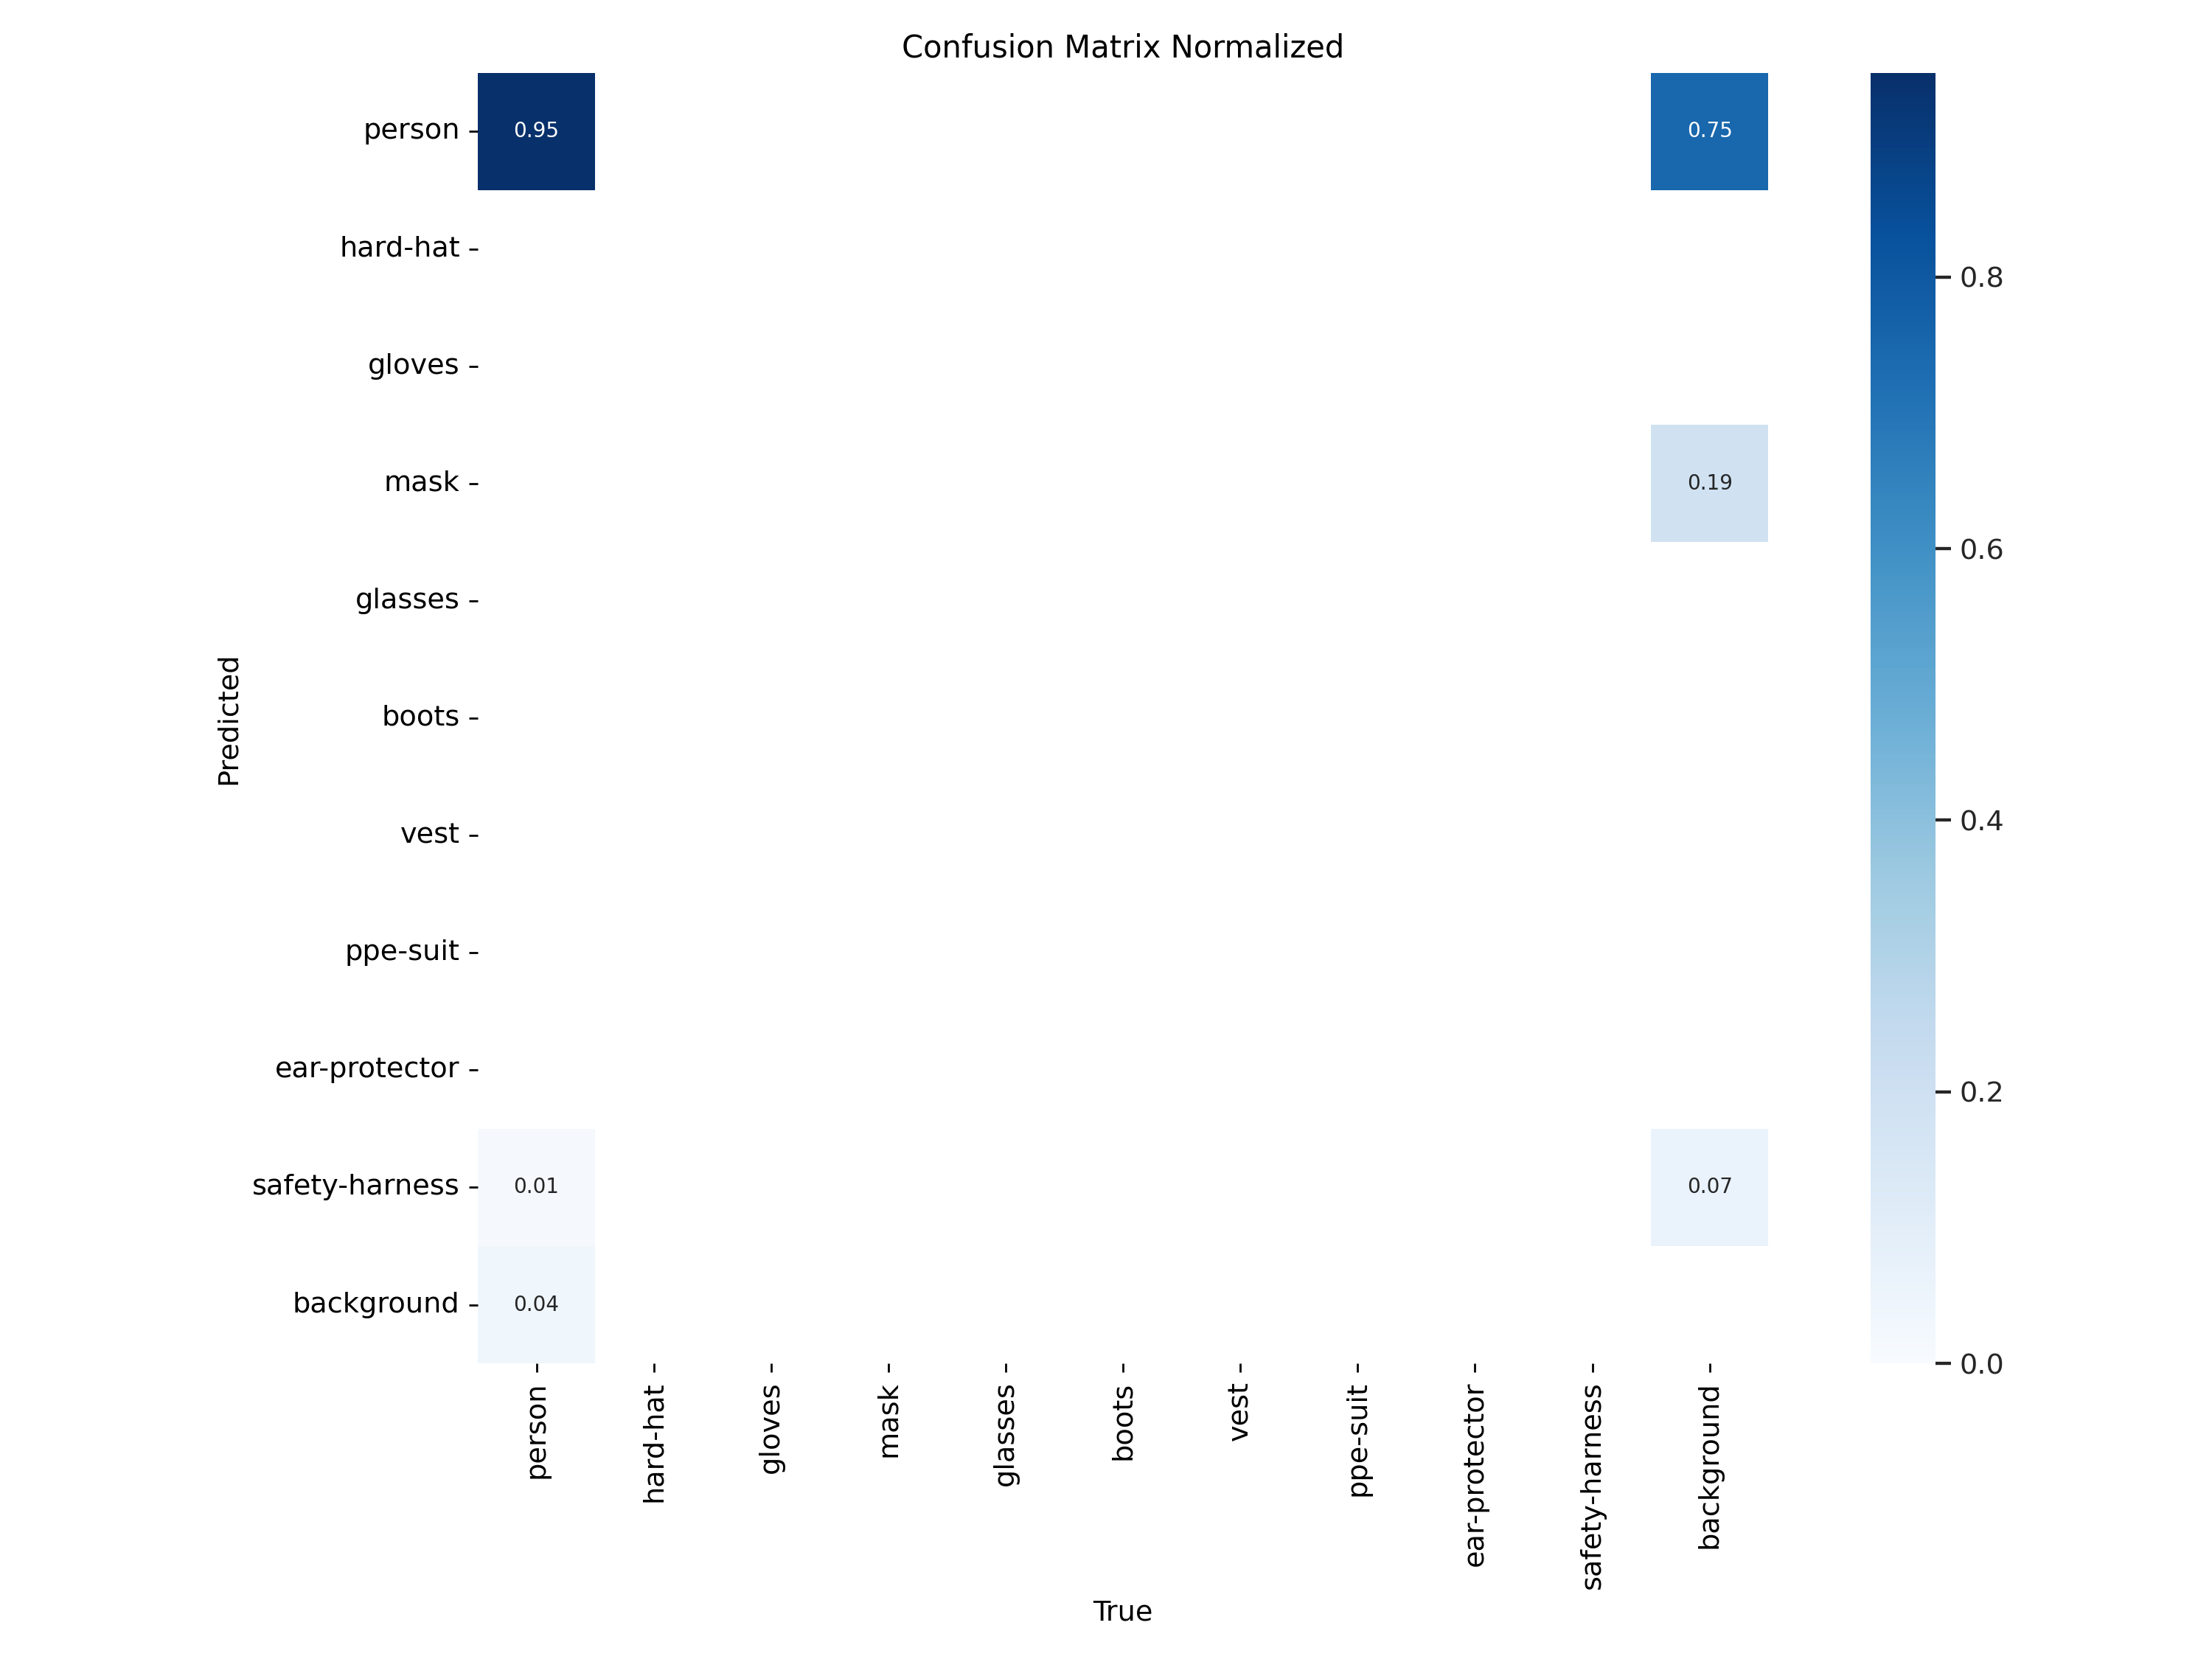 Confusion Matrix Normalized
person
0.95
0.75
hard-hat
gloves
mask
0.19
glasses
boots
vest
ppe-suit
ear-protector
safety-harness
0.01
0.07
background
0.04
Predicted
person
hard-hat
gloves
mask
glasses
boots
vest
ppe-suit
ear-protector
safety-harness
background
True
0.8
0.6
0.4
0.2
0.0